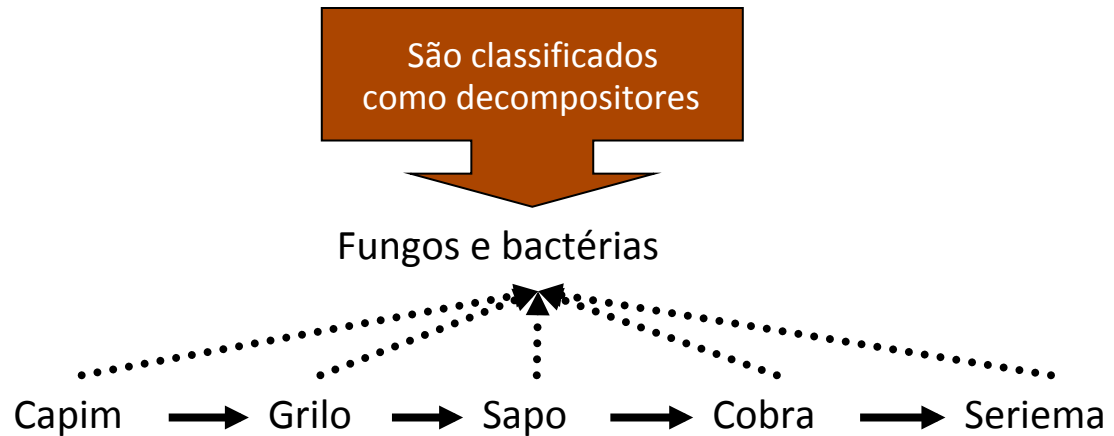 São classificados
como decompositores
Fungos e bactérias
Capim Grilo Sapo Cobra Seriema